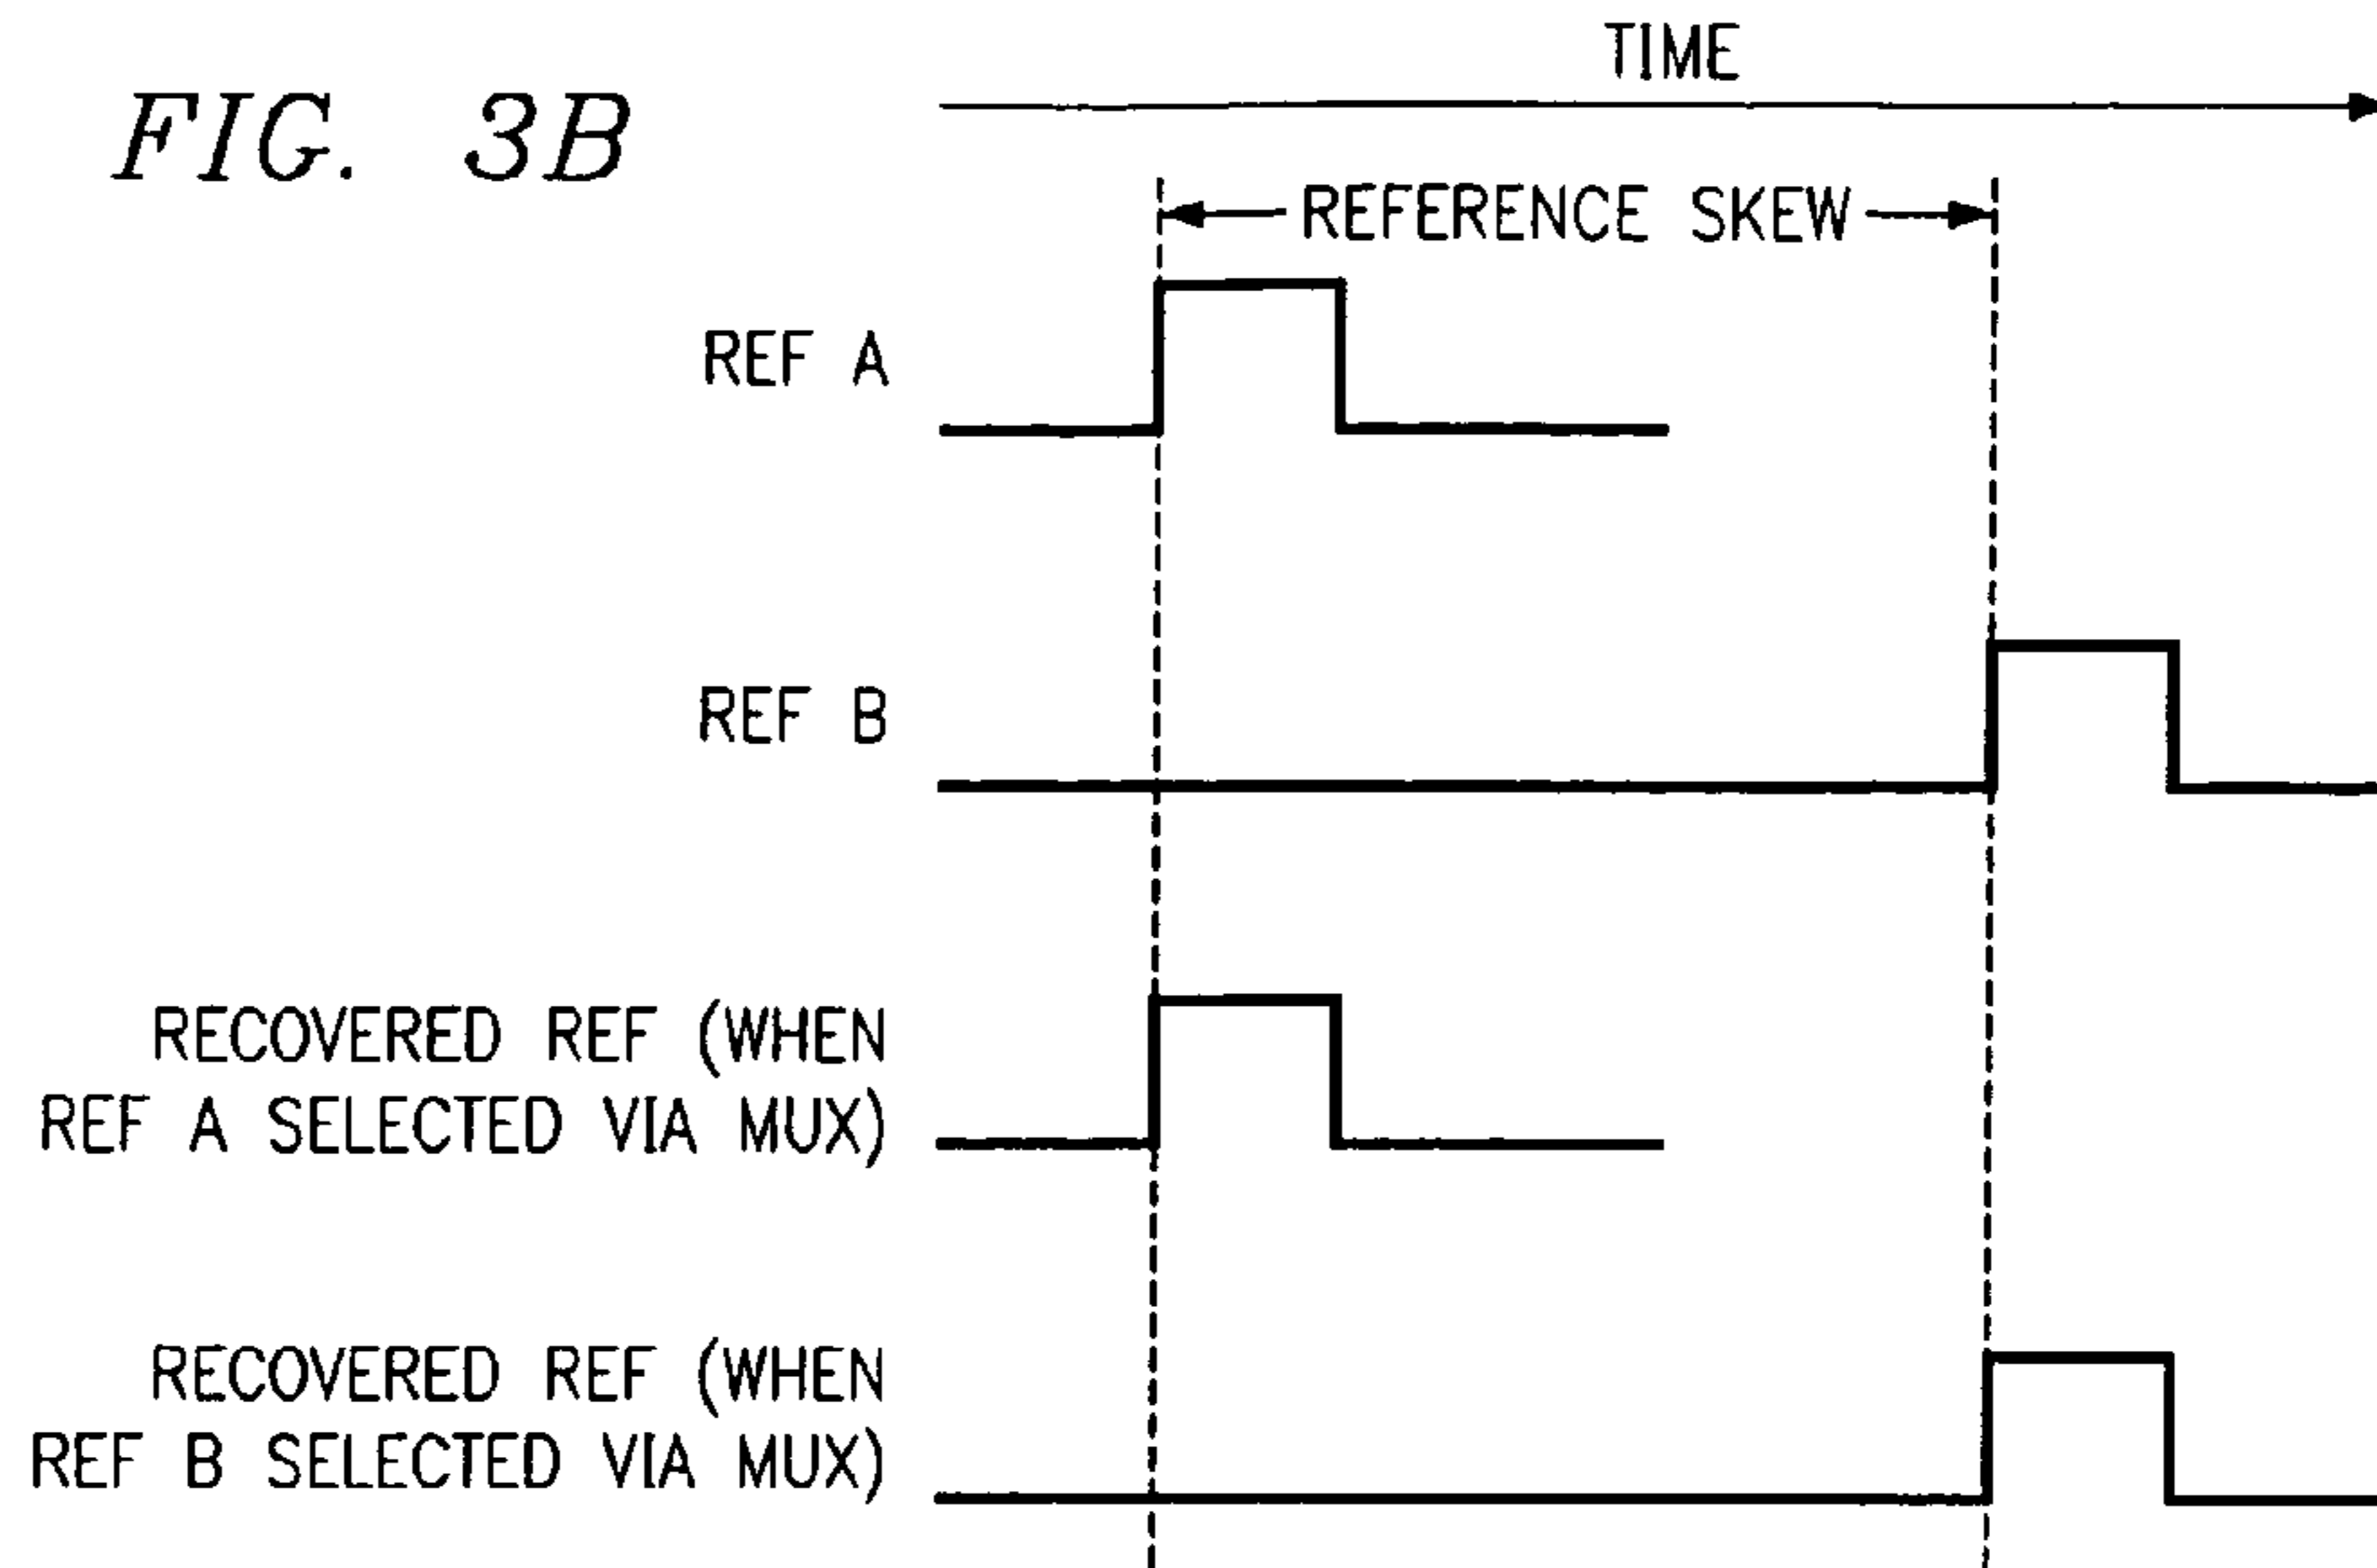 FIG. 3B
TIME
REFERENCE SKEW
REF A
REF B
RECOVERED REF (WHEN
REF A SELECTED VIA MUX)
RECOVERED REF (WHEN
REF B SELECTED VIA MUX)